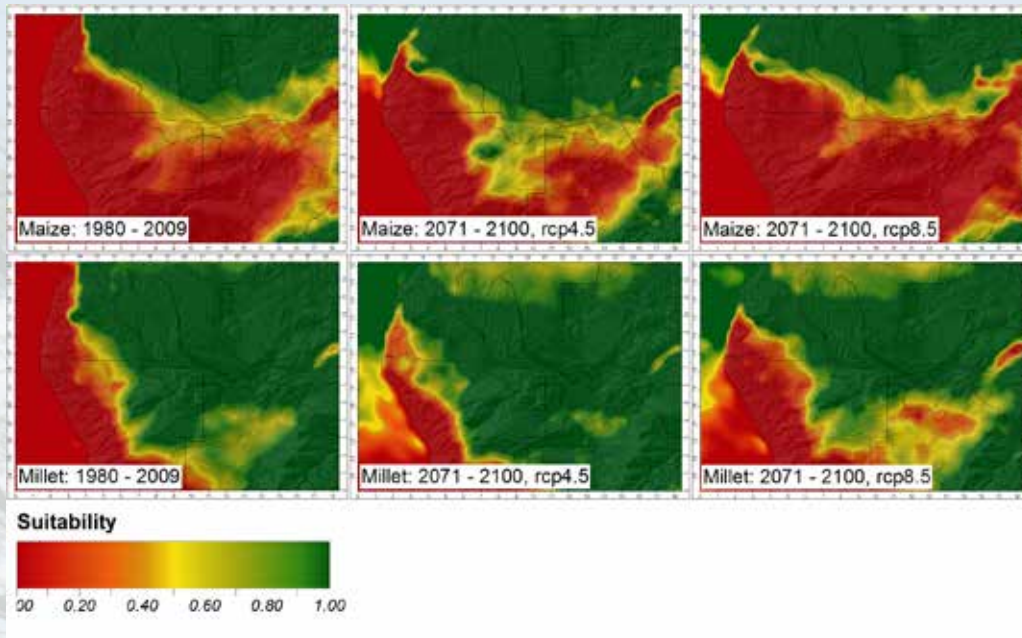 Maize: 1980 - 2009
Maize: 2071 - 2100, rcp4.5
Maize: 2071 - 2100, rcp8.5
Millet: 1980 - 2009
Millet: 2071 - 2100, rcp4.5
Millet: 2071 - 2100, rcp8.5
Suitability
00 0.20 0.40 0.60 0.80 1.00